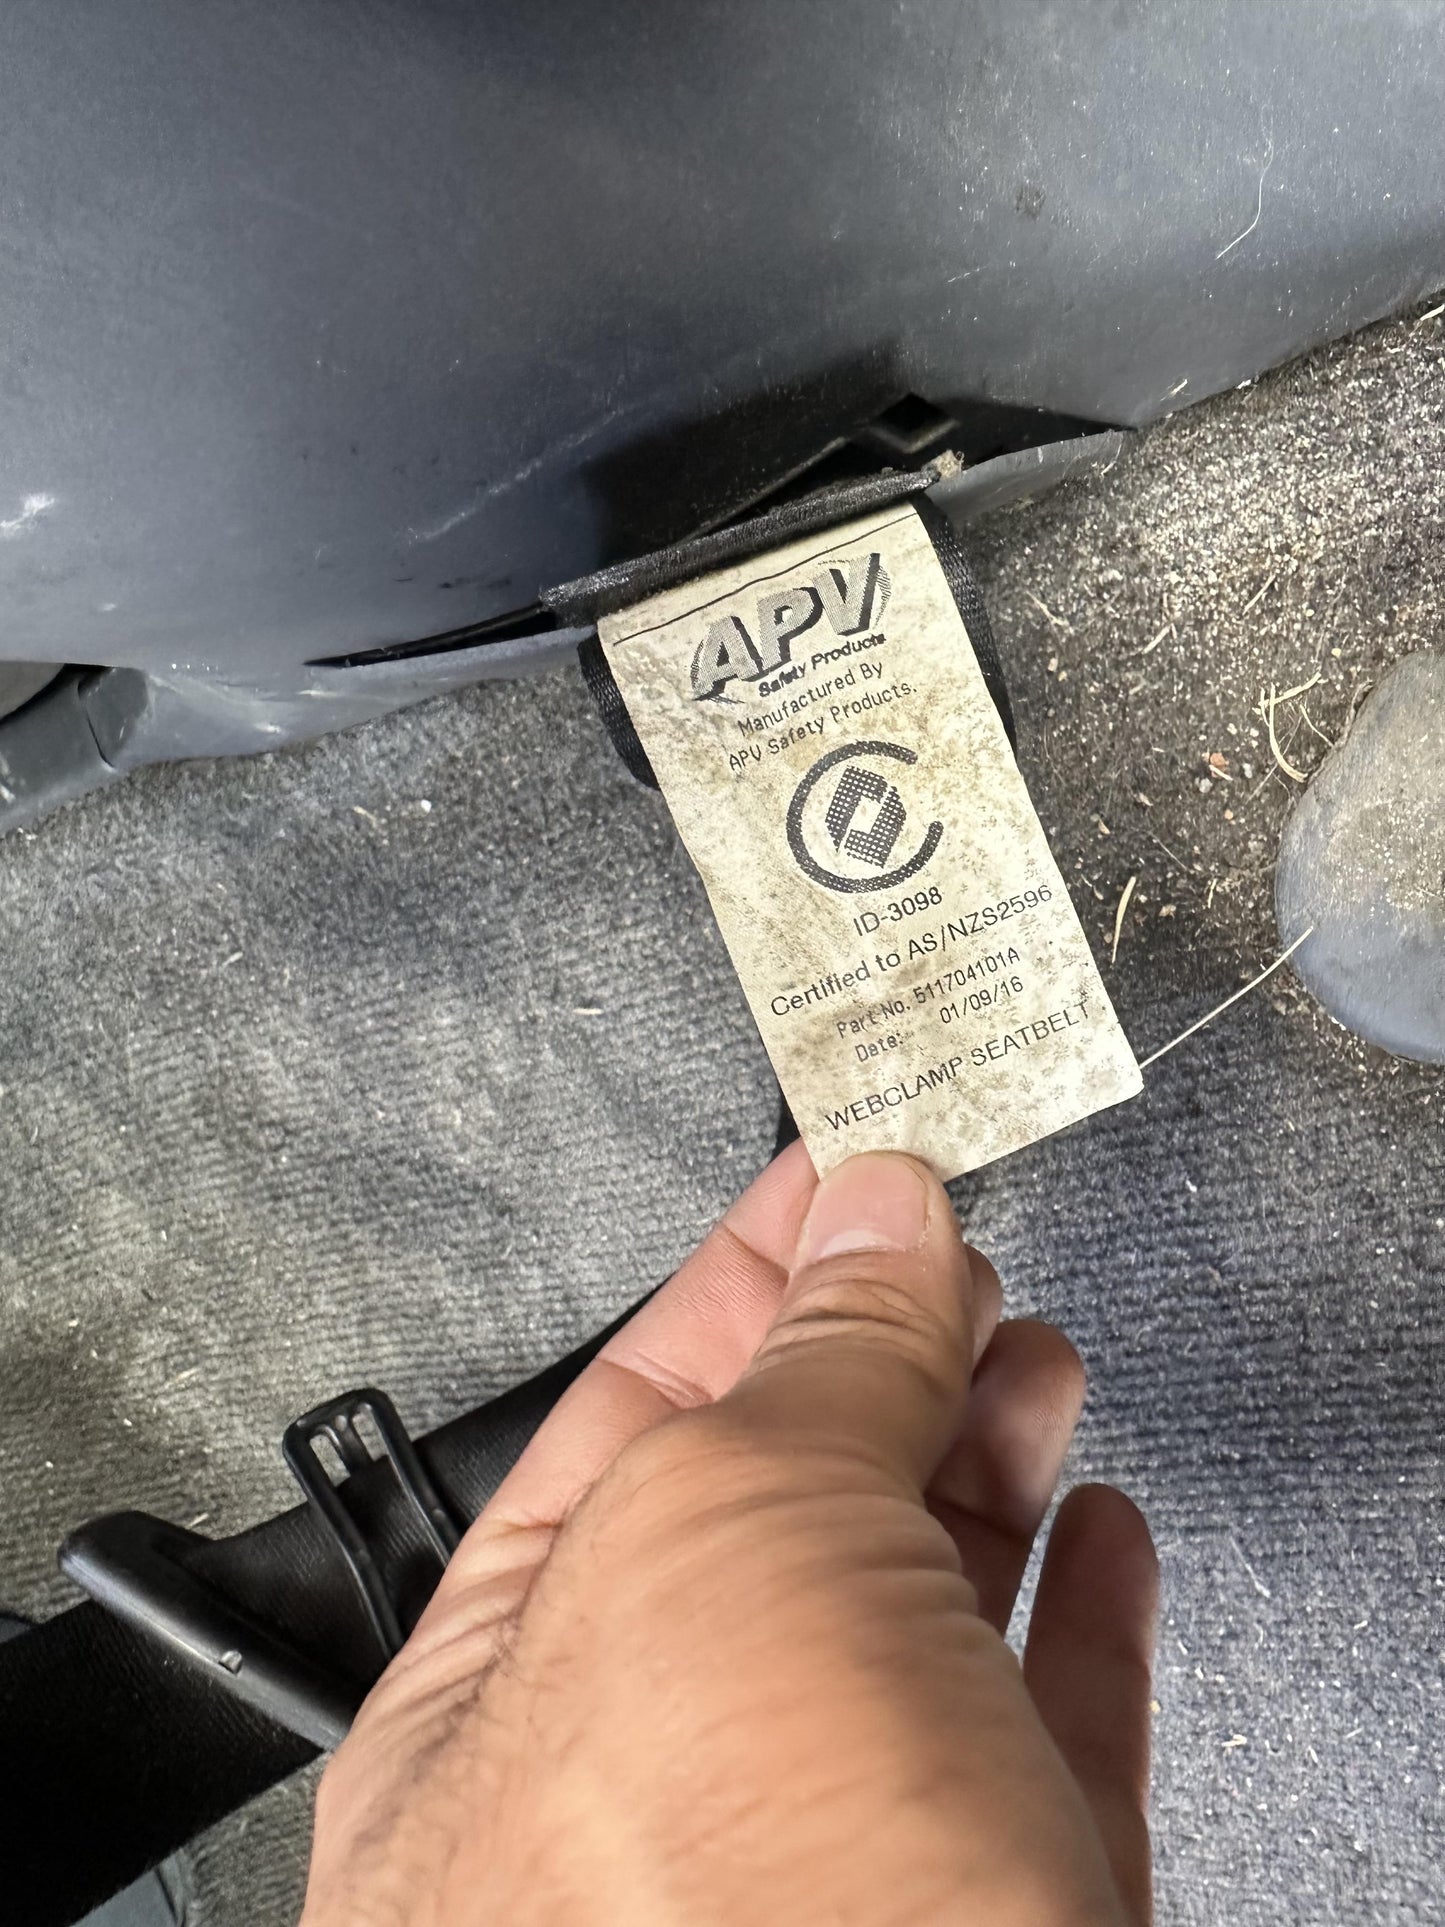 APV
Safety Products
Manufactured By
APV Safety Products.
ID-3098
Certified to AS/NZS2596
Part No. 511704101A
Date: 01/09/16
WEBCLAMP SEATBELT